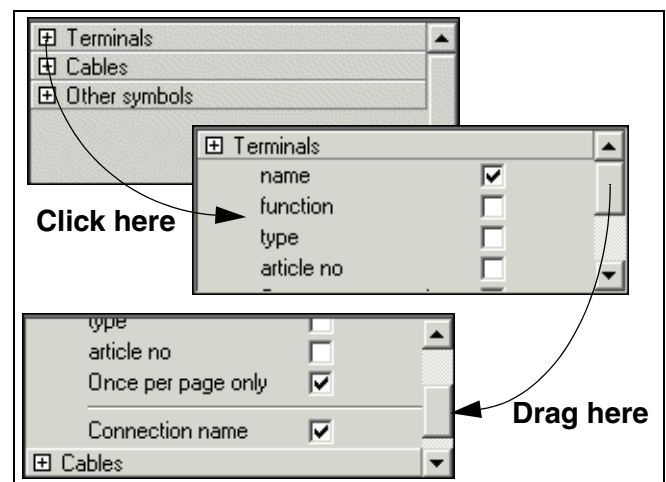 Terminals
Cables
Other symbols
Terminals
name
function
type
article no
Click here
type
article no
Once per page only
Connection name
Cables
Drag here